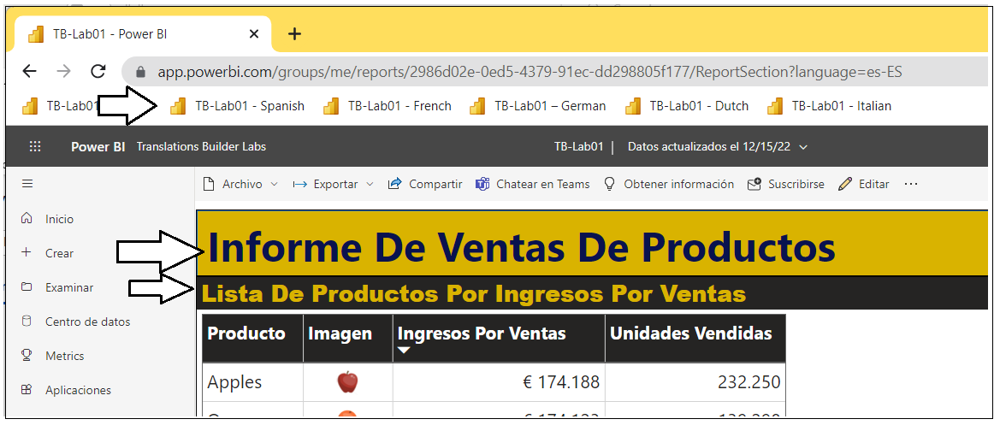 TB-Lab01 - Power BI
app.powerbi.com/groups/me/reports/2986d02e-0ed5-4379-91ec-dd298805f177/ReportSection?language=es-ES
TB-Lab01 TB-Lab01 - Spanish TB-Lab01 - French TB-Lab01 – German TB-Lab01 - Dutch TB-Lab01 - Italian
Power BI Translations Builder Labs TB-Lab01 | Datos actualizados el 12/15/22
Archivo Exportar Compartir Chatear en Teams Obtener información Suscribirse Editar ...
Inicio
Crear
Examinar
Centro de datos
Metrics
Aplicaciones
Informe De Ventas De Productos
Lista De Productos Por Ingresos Por Ventas
Producto Imagen Ingresos Por Ventas Unidades Vendidas
Apples € 174.188 232.250